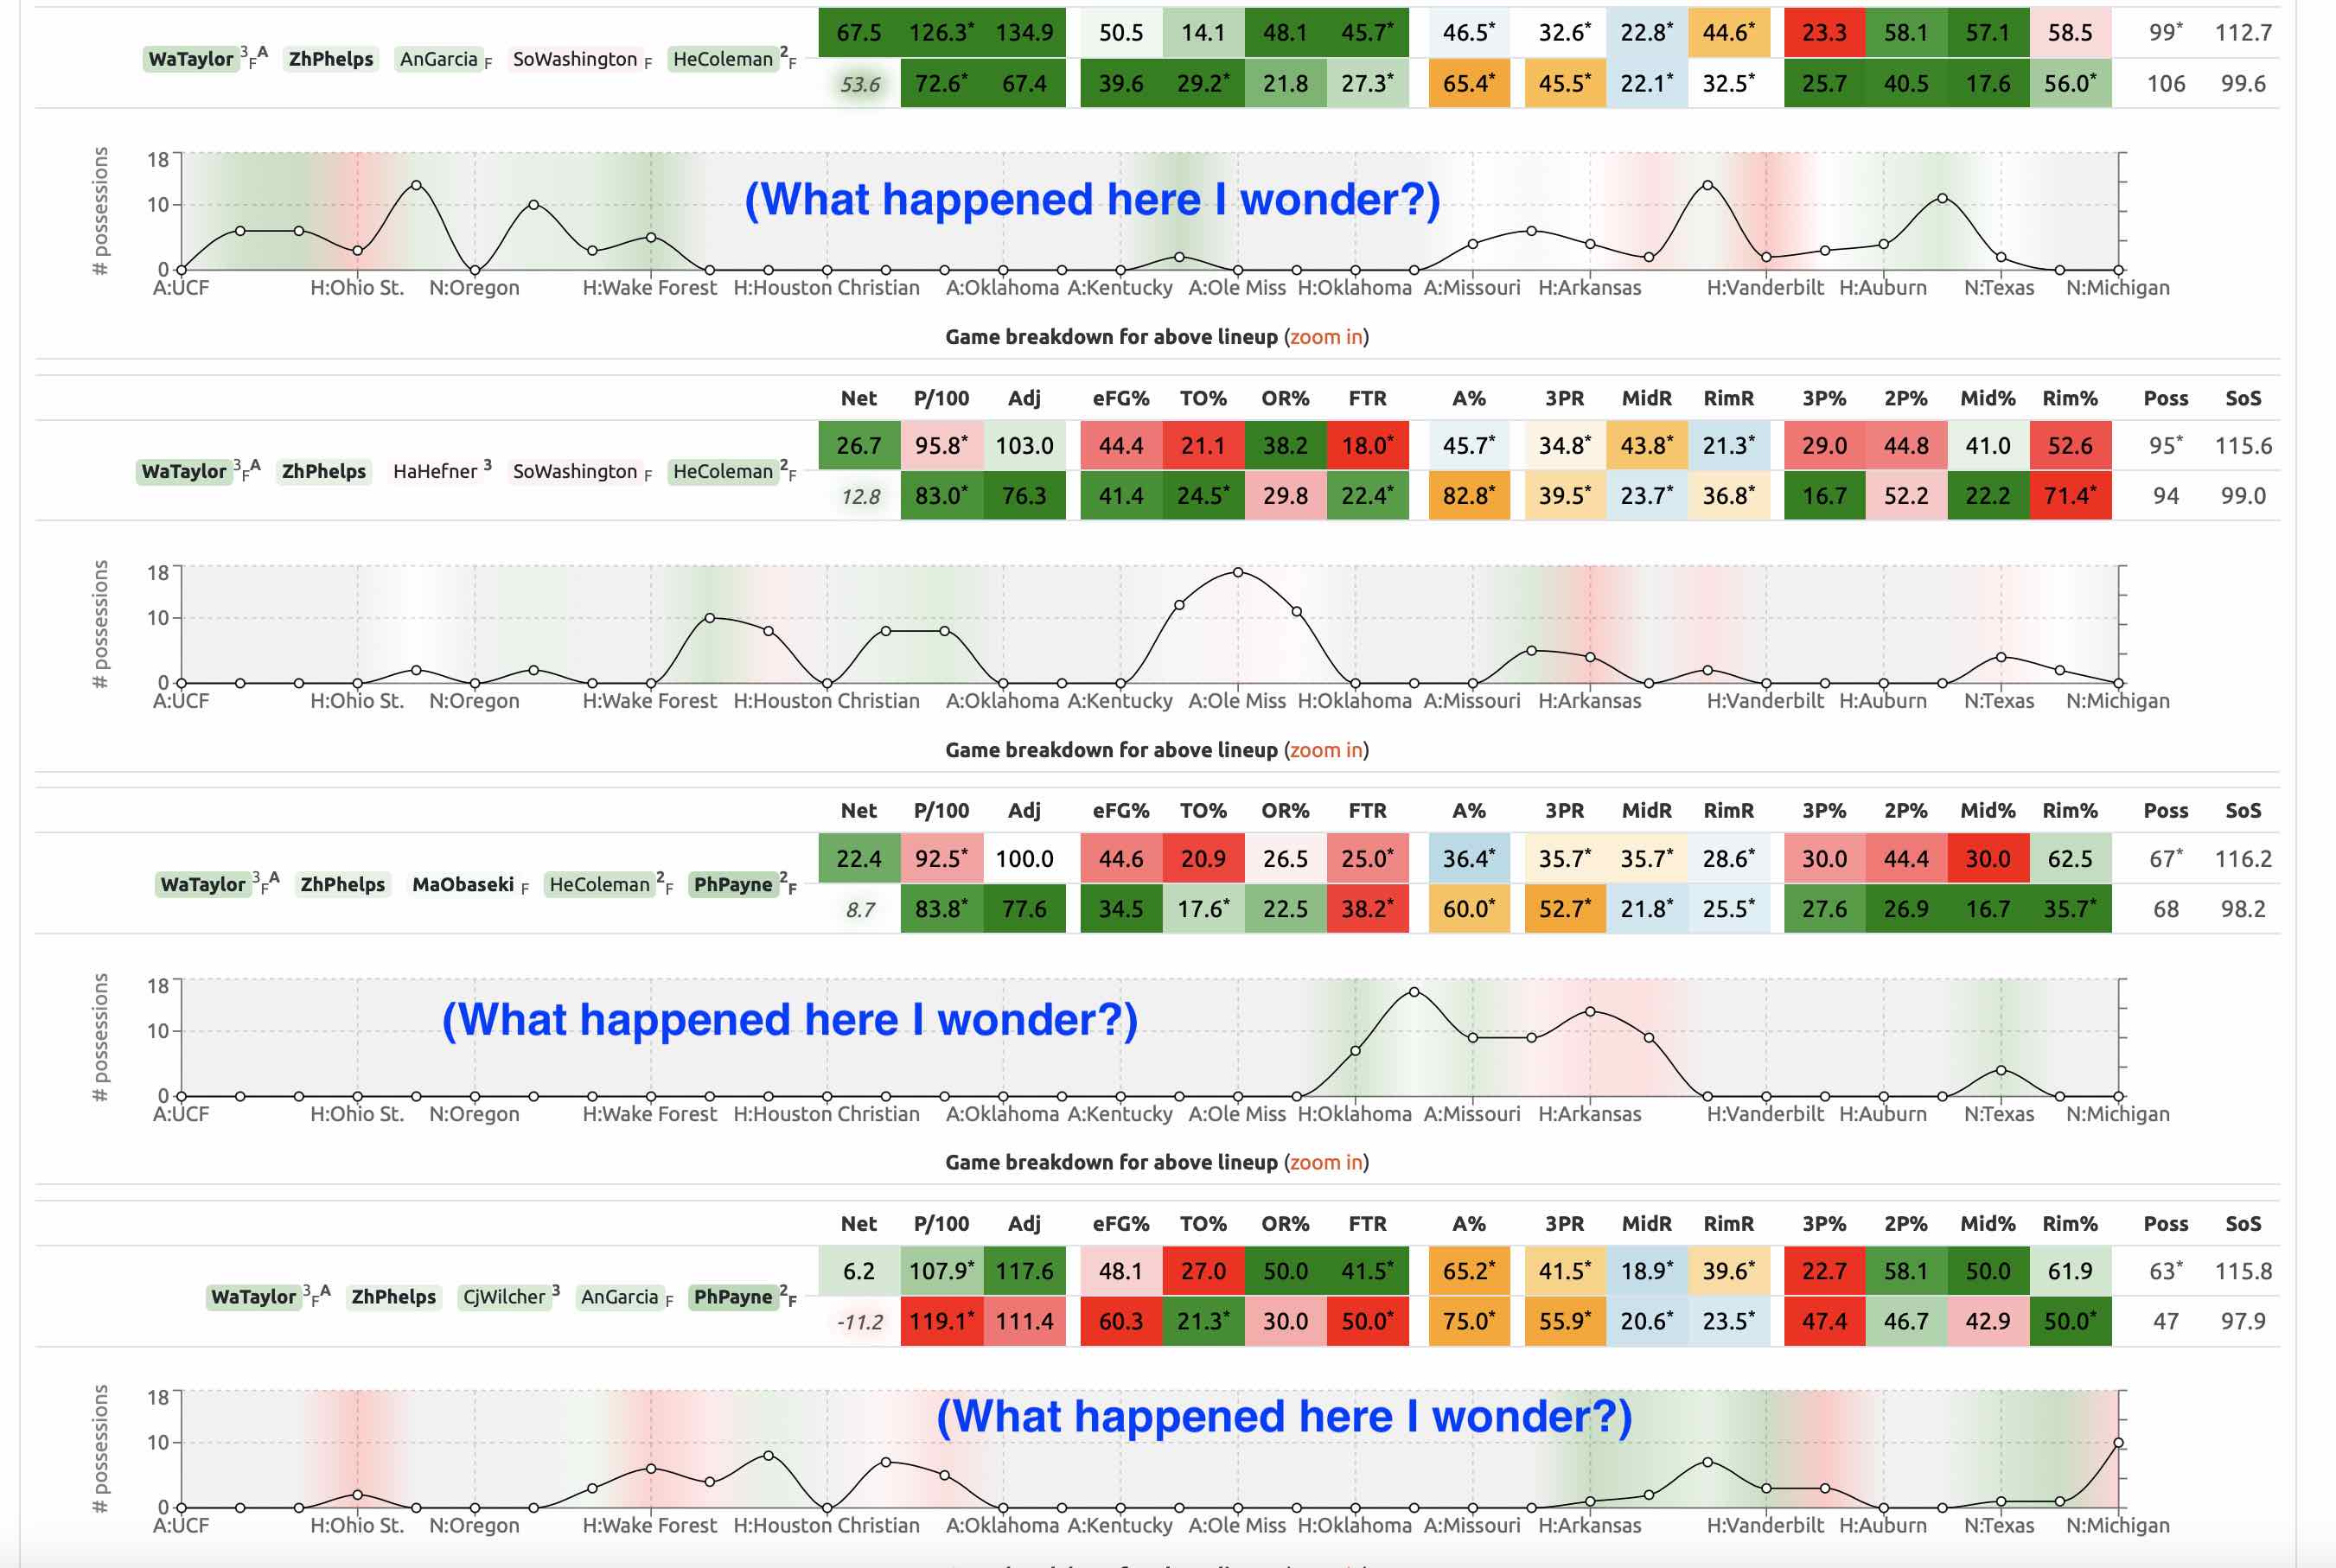 67.5 126.3* 134.9 50.5 14.1 48.1 45.7* 46.5* 32.6* 22.8* 44.6* 23.3 58.1 57.1 58.5 99* 112.7
WaTaylor 3 F A ZhPhelps AnGarcia F SoWashington F HeColeman 2 F
53.6 72.6* 67.4 39.6 29.2* 21.8 27.3* 65.4* 45.5* 22.1* 32.5* 25.7 40.5 17.6 56.0* 106 99.6
18
(What happened here I wonder?)
10
# possessions
0
A:UCF H:Ohio St. N:Oregon H:Wake Forest H:Houston Christian A:Oklahoma A:Kentucky A:Ole Miss H:Oklahoma A:Missouri H:Arkansas H:Vanderbilt H:Auburn N:Texas N:Michigan
Game breakdown for above lineup (zoom in)
Net P/100 Adj eFG% TO% OR% FTR A% 3PR MidR RimR 3P% 2P% Mid% Rim% Poss SoS
26.7 95.8* 103.0 44.4 21.1 38.2 18.0* 45.7* 34.8* 43.8* 21.3* 29.0 44.8 41.0 52.6 95* 115.6
WaTaylor 3 F A ZhPhelps HaHefner 3 SoWashington F HeColeman 2 F
12.8 83.0* 76.3 41.4 24.5* 29.8 22.4* 82.8* 39.5* 23.7* 36.8* 16.7 52.2 22.2 71.4* 94 99.0
18
10
# possessions
0
A:UCF H:Ohio St. N:Oregon H:Wake Forest H:Houston Christian A:Oklahoma A:Kentucky A:Ole Miss H:Oklahoma A:Missouri H:Arkansas H:Vanderbilt H:Auburn N:Texas N:Michigan
Game breakdown for above lineup (zoom in)
Net P/100 Adj eFG% TO% OR% FTR A% 3PR MidR RimR 3P% 2P% Mid% Rim% Poss SoS
22.4 92.5* 100.0 44.6 20.9 26.5 25.0* 36.4* 35.7* 35.7* 28.6* 30.0 44.4 30.0 62.5 67* 116.2
WaTaylor 3 F A ZhPhelps MaObaseki F HeColeman 2 F PhPayne 2 F
8.7 83.8* 77.6 34.5 17.6* 22.5 38.2* 60.0* 52.7* 21.8* 25.5* 27.6 26.9 16.7 35.7* 68 98.2
18
(What happened here I wonder?)
10
# possessions
0
A:UCF H:Ohio St. N:Oregon H:Wake Forest H:Houston Christian A:Oklahoma A:Kentucky A:Ole Miss H:Oklahoma A:Missouri H:Arkansas H:Vanderbilt H:Auburn N:Texas N:Michigan
Game breakdown for above lineup (zoom in)
Net P/100 Adj eFG% TO% OR% FTR A% 3PR MidR RimR 3P% 2P% Mid% Rim% Poss SoS
6.2 107.9* 117.6 48.1 27.0 50.0 41.5* 65.2* 41.5* 18.9* 39.6* 22.7 58.1 50.0 61.9 63* 115.8
WaTaylor 3 F A ZhPhelps CjWilcher 3 AnGarcia F PhPayne 2 F
-11.2 119.1* 111.4 60.3 21.3* 30.0 50.0* 75.0* 55.9* 20.6* 23.5* 47.4 46.7 42.9 50.0* 47 97.9
18
(What happened here I wonder?)
10
# possessions
0
A:UCF H:Ohio St. N:Oregon H:Wake Forest H:Houston Christian A:Oklahoma A:Kentucky A:Ole Miss H:Oklahoma A:Missouri H:Arkansas H:Vanderbilt H:Auburn N:Texas N:Michigan